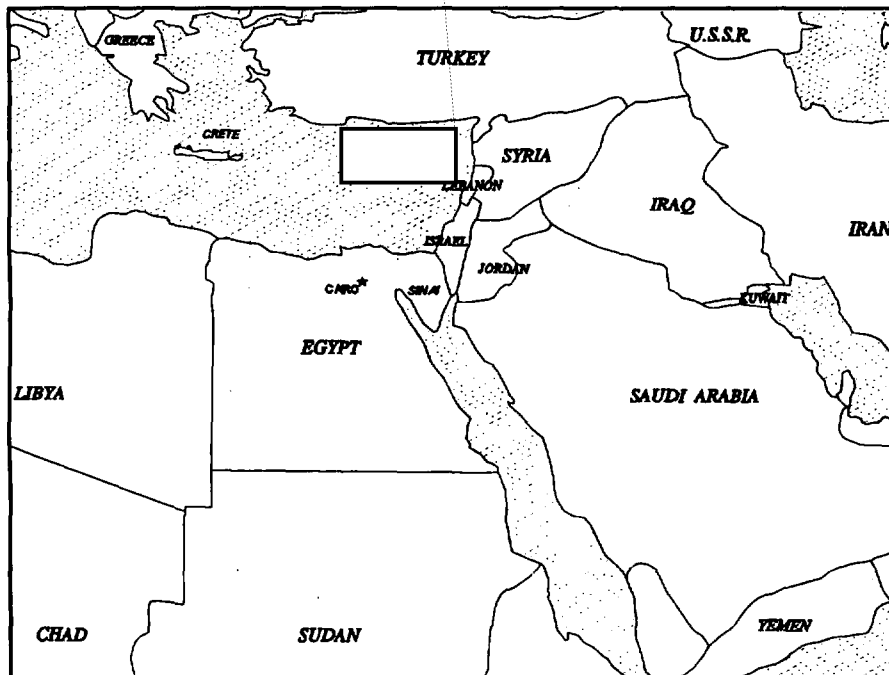 GREECE
U.S.S.R.
TURKEY
CRETE
SYRIA
LEBANON
IRAQ
IRAN
ISRAEL
JORDAN
CAIRO
SINAI
KUWAIT
EGYPT
LIBYA
SAUDI ARABIA
CHAD
SUDAN
YEMEN